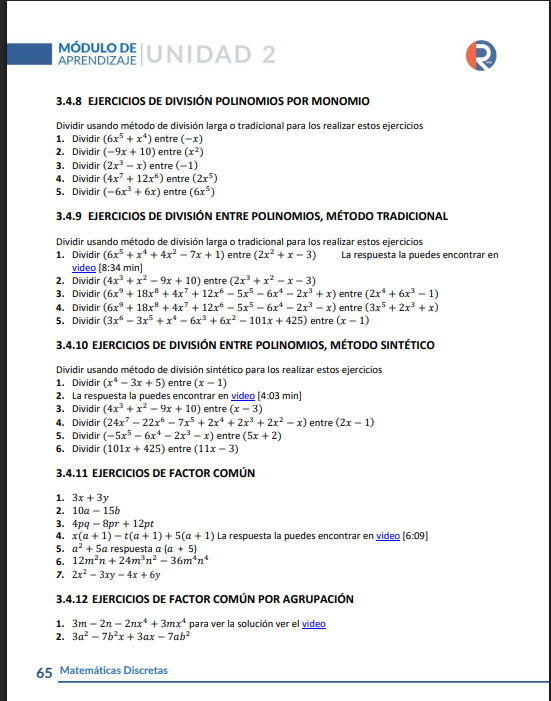 MÓDULO DE
APRENDIZAJE
UNIDAD 2
3.4.8 EJERCICIOS DE DIVISIÓN POLINOMIOS POR MONOMIO
Dividir usando método de división larga o tradicional para los realizar estos ejercicios
1. Dividir (6x⁵ + x⁴) entre (−x)
2. Dividir (−9x + 10) entre (x²)
3. Dividir (2x³ − x) entre (−1)
4. Dividir (4x⁷ + 12x⁶) entre (2x⁵)
5. Dividir (−6x³ + 6x) entre (6x⁵)
3.4.9 EJERCICIOS DE DIVISIÓN ENTRE POLINOMIOS, MÉTODO TRADICIONAL
Dividir usando método de división larga o tradicional para los realizar estos ejercicios
1. Dividir (6x⁵ + x⁴ + 4x² − 7x + 1) entre (2x² + x − 3) La respuesta la puedes encontrar en
video [8:34 min]
2. Dividir (4x³ + x² − 9x + 10) entre (2x³ + x² − x − 3)
3. Dividir (6x⁹ + 18x⁸ + 4x⁷ + 12x⁶ − 5x⁵ − 6x⁴ − 2x³ + x) entre (2x⁴ + 6x³ − 1)
4. Dividir (6x⁹ + 18x⁸ + 4x⁷ + 12x⁶ − 5x⁵ − 6x⁴ − 2x³ − x) entre (3x⁵ + 2x³ + x)
5. Dividir (3x⁶ − 3x⁵ + x⁴ − 6x³ + 6x² − 101x + 425) entre (x − 1)
3.4.10 EJERCICIOS DE DIVISIÓN ENTRE POLINOMIOS, MÉTODO SINTÉTICO
Dividir usando método de división sintético para los realizar estos ejercicios
1. Dividir (x⁴ − 3x + 5) entre (x − 1)
2. La respuesta la puedes encontrar en video [4:03 min]
3. Dividir (4x³ + x² − 9x + 10) entre (x − 3)
4. Dividir (24x⁷ − 22x⁶ − 7x⁵ + 2x⁴ + 2x³ + 2x² − x) entre (2x − 1)
5. Dividir (−5x⁵ − 6x⁴ − 2x³ − x) entre (5x + 2)
6. Dividir (101x + 425) entre (11x − 3)
3.4.11 EJERCICIOS DE FACTOR COMÚN
1. 3x + 3y
2. 10a − 15b
3. 4pq − 8pr + 12pt
4. x(a + 1) − t(a + 1) + 5(a + 1) La respuesta la puedes encontrar en video [6:09]
5. a² + 5a respuesta a (a + 5)
6. 12m²n + 24m³n² − 36m⁴n⁴
7. 2x² − 3xy − 4x + 6y
3.4.12 EJERCICIOS DE FACTOR COMÚN POR AGRUPACIÓN
1. 3m − 2n − 2nx⁴ + 3mx⁴ para ver la solución ver el video
2. 3a² − 7b²x + 3ax − 7ab²
65 Matemáticas Discretas